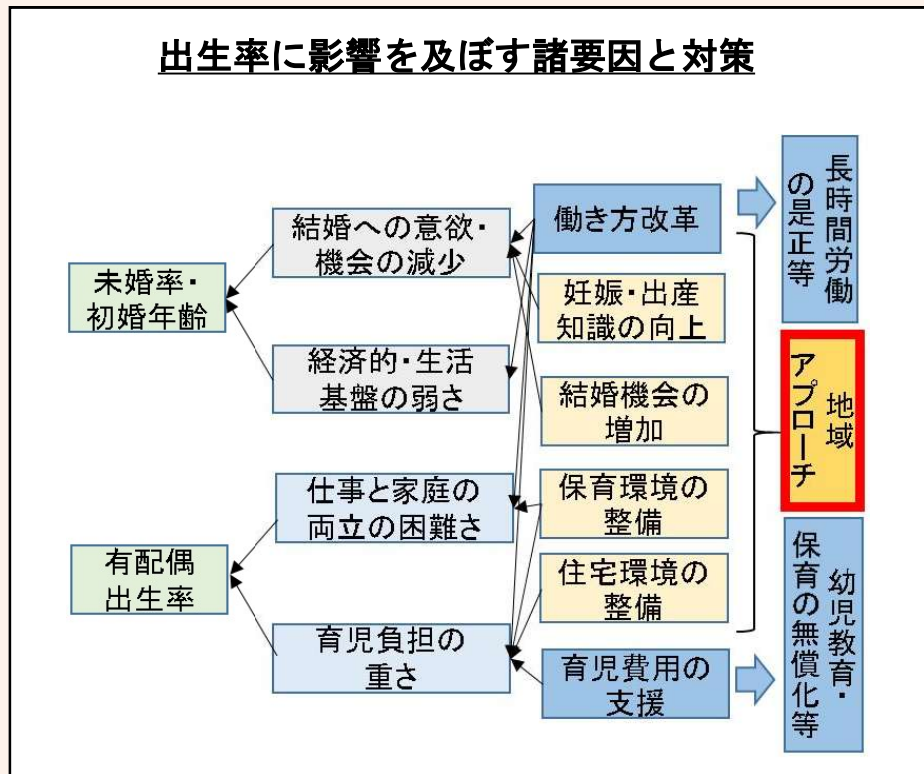 出生率に影響を及ぼす諸要因と対策
未婚率・
初婚年齢
有配偶
出生率
結婚への意欲・
機会の減少
経済的・生活
基盤の弱さ
仕事と家庭の
両立の困難さ
育児負担の
重さ
働き方改革
妊娠・出産
知識の向上
結婚機会の
増加
保育環境の
整備
住宅環境の
整備
育児費用の
支援
長時間労働
の是正等
地域
アプローチ
幼児教育・
保育の無償化等